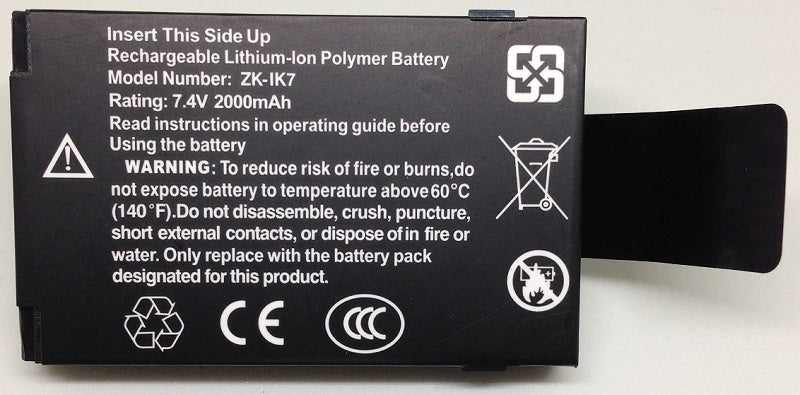 Insert This Side Up
Rechargeable Lithium-Ion Polymer Battery
Model Number: ZK-IK7
Rating: 7.4V 2000mAh
Read instructions in operating guide before
Using the battery
WARNING: To reduce risk of fire or burns,do
not expose battery to temperature above 60°C
(140°F).Do not disassemble, crush, puncture,
short external contacts, or dispose of in fire or
water. Only replace with the battery pack
designated for this product.
CE CCC